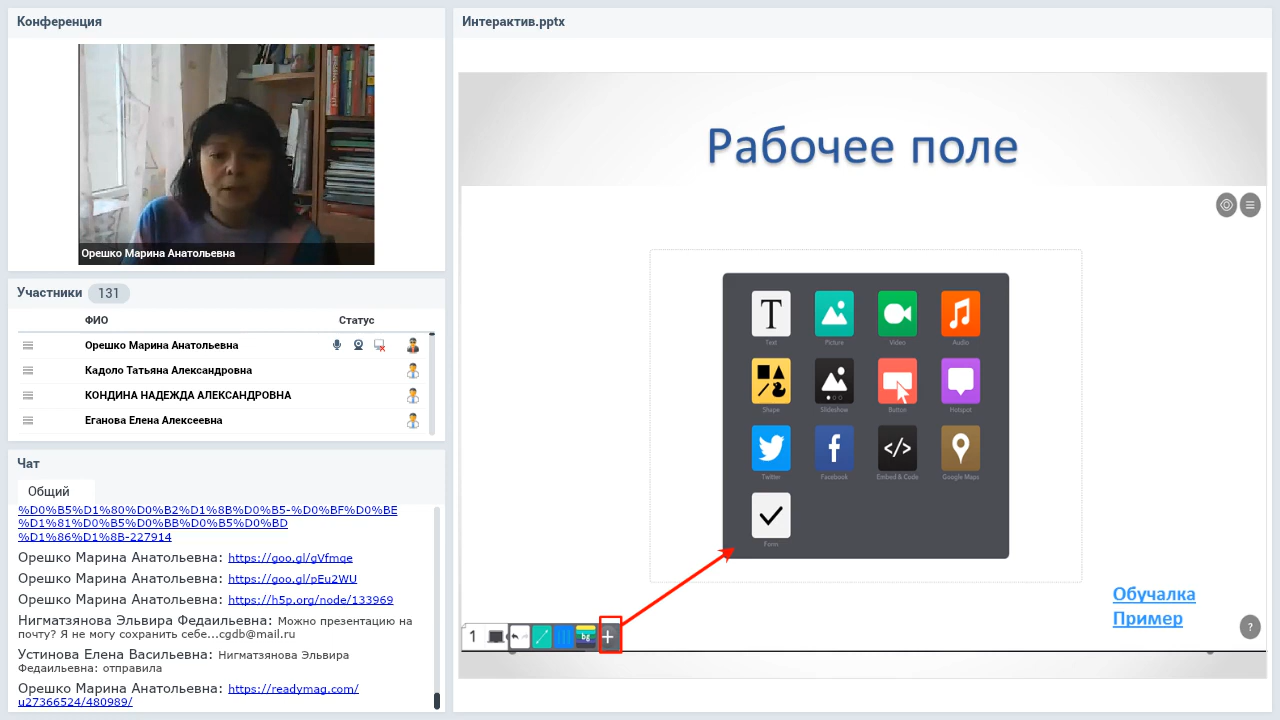 Конференция
Орешко Марина Анатольевна
Участники 131
ФИО Статус
Орешко Марина Анатольевна
Кадоло Татьяна Александровна
КОНДИНА НАДЕЖДА АЛЕКСАНДРОВНА
Еганова Елена Алексеевна
Чат
Общий
%D0%B5%D1%80%D0%B2%D1%8B%D0%B5-%D0%BF%D0%BE
%D1%81%D0%B5%D0%BB%D0%B5%D0%BD
%D1%86%D1%8B-227914
Орешко Марина Анатольевна: https://goo.gl/gVfmqe
Орешко Марина Анатольевна: https://goo.gl/pEu2WU
Орешко Марина Анатольевна: https://h5p.org/node/133969
Нигматзянова Эльвира Федаильевна: Можно презентацию на
почту? Я не могу сохранить себе...cgdb@mail.ru
Устинова Елена Васильевна: Нигматзянова Эльвира
Федаильевна: отправила
Орешко Марина Анатольевна: https://readymag.com/
u27366524/480989/
Интерактив.pptx
Рабочее поле
T
Text Picture Video Audio
Shape Slideshow Button Hotspot
f </>
Twitter Facebook Embed & Code Google Maps
Form
Обучалка
Пример
1 bg +
?